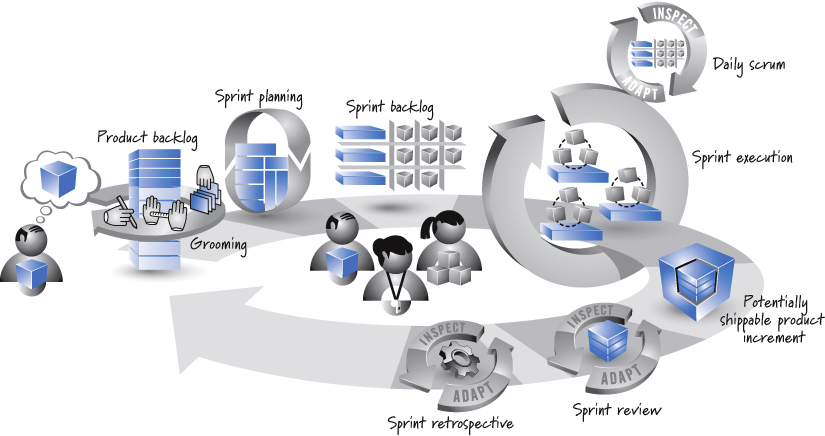 INSPECT
ADAPT
Daily scrum
Sprint planning
Sprint backlog
Product backlog
Sprint execution
Grooming
Potentially
shippable product
increment
INSPECT
ADAPT
Sprint review
INSPECT
ADAPT
Sprint retrospective